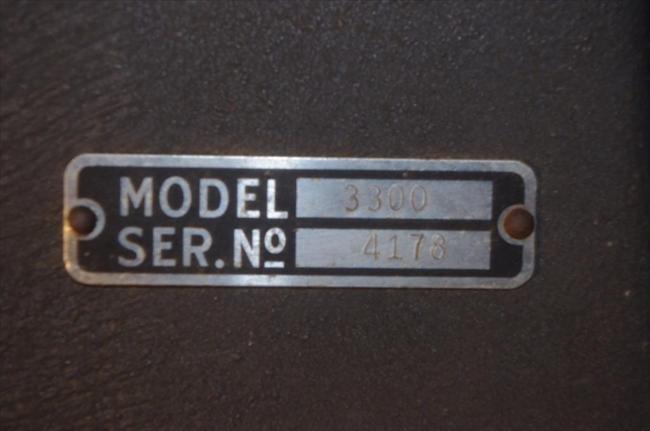 MODEL 3300
SER. Nº 4178